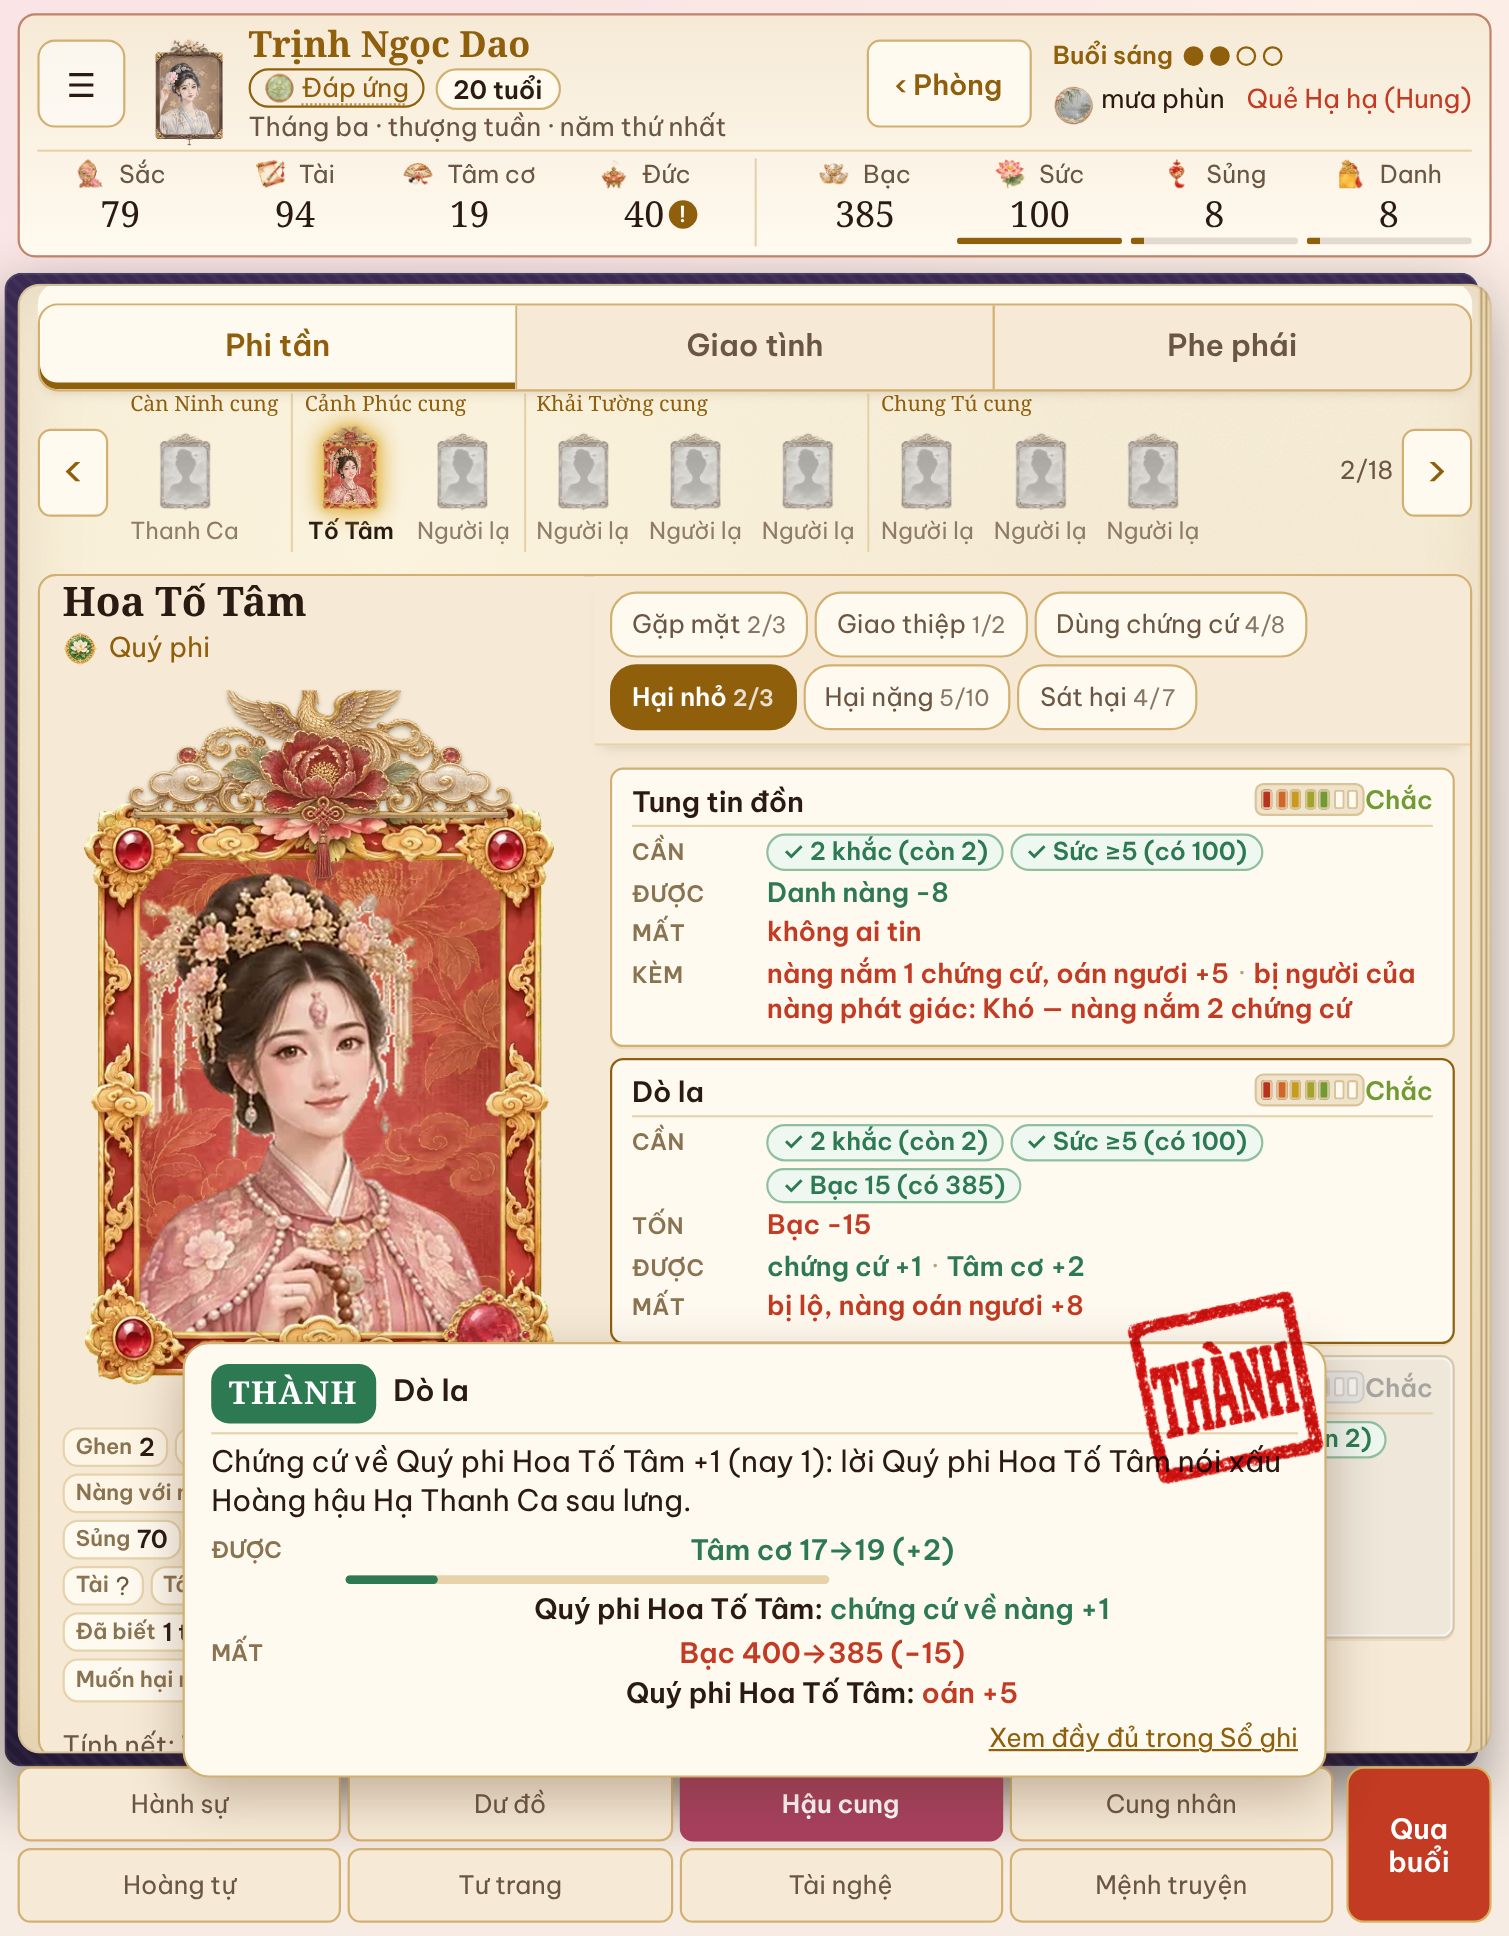 ☰
Trịnh Ngọc Dao
Đáp ứng
20 tuổi
Tháng ba · thượng tuần · năm thứ nhất
‹ Phòng
Buổi sáng
mưa phùn Quẻ Hạ hạ (Hung)
Sắc Tài Tâm cơ Đức Bạc Sức Sủng Danh
79 94 19 40 ! 385 100 8 8
Phi tần
Giao tình
Phe phái
Càn Ninh cung Cảnh Phúc cung Khải Tường cung Chung Tú cung
‹
2/18 ›
Thanh Ca Tố Tâm Người lạ Người lạ Người lạ Người lạ Người lạ Người lạ Người lạ
Hoa Tố Tâm
Quý phi
Gặp mặt 2/3 Giao thiệp 1/2 Dùng chứng cứ 4/8
Hại nhỏ 2/3 Hại nặng 5/10 Sát hại 4/7
Tung tin đồn Chắc
CẦN ✓ 2 khắc (còn 2) ✓ Sức ≥5 (có 100)
ĐƯỢC Danh nàng -8
MẤT không ai tin
KÈM nàng nắm 1 chứng cứ, oán ngươi +5 · bị người của
nàng phát giác: Khó — nàng nắm 2 chứng cứ
Dò la Chắc
CẦN ✓ 2 khắc (còn 2) ✓ Sức ≥5 (có 100)
✓ Bạc 15 (có 385)
TỐN Bạc -15
ĐƯỢC chứng cứ +1 · Tâm cơ +2
MẤT bị lộ, nàng oán ngươi +8
Chắc
2)
Ghen 2
Nàng với
Sủng 70
Tài ?
Đã biết 1
Muốn hại
Tính nết:
THÀNH Dò la
THÀNH
Chứng cứ về Quý phi Hoa Tố Tâm +1 (nay 1): lời Quý phi Hoa Tố Tâm nói xấu
Hoàng hậu Hạ Thanh Ca sau lưng.
ĐƯỢC Tâm cơ 17→19 (+2)
Quý phi Hoa Tố Tâm: chứng cứ về nàng +1
MẤT Bạc 400→385 (-15)
Quý phi Hoa Tố Tâm: oán +5
Xem đầy đủ trong Sổ ghi
Hành sự Dư đồ Hậu cung Cung nhân
Qua
buổi
Hoàng tự Tư trang Tài nghệ Mệnh truyện